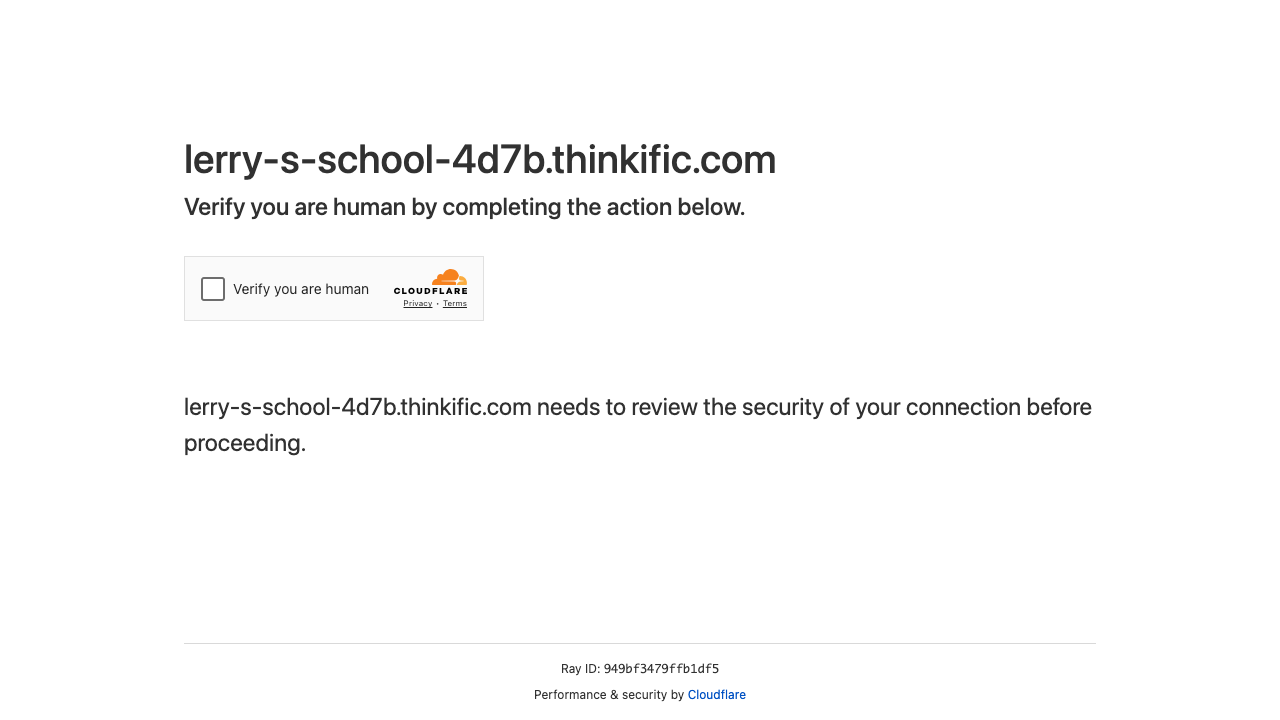 lerry-s-school-4d7b.thinkific.com
Verify you are human by completing the action below.
Verify you are human
CLOUDFLARE
Privacy • Terms
lerry-s-school-4d7b.thinkific.com needs to review the security of your connection before
proceeding.
Ray ID: 949bf3479ffb1df5
Performance & security by Cloudflare